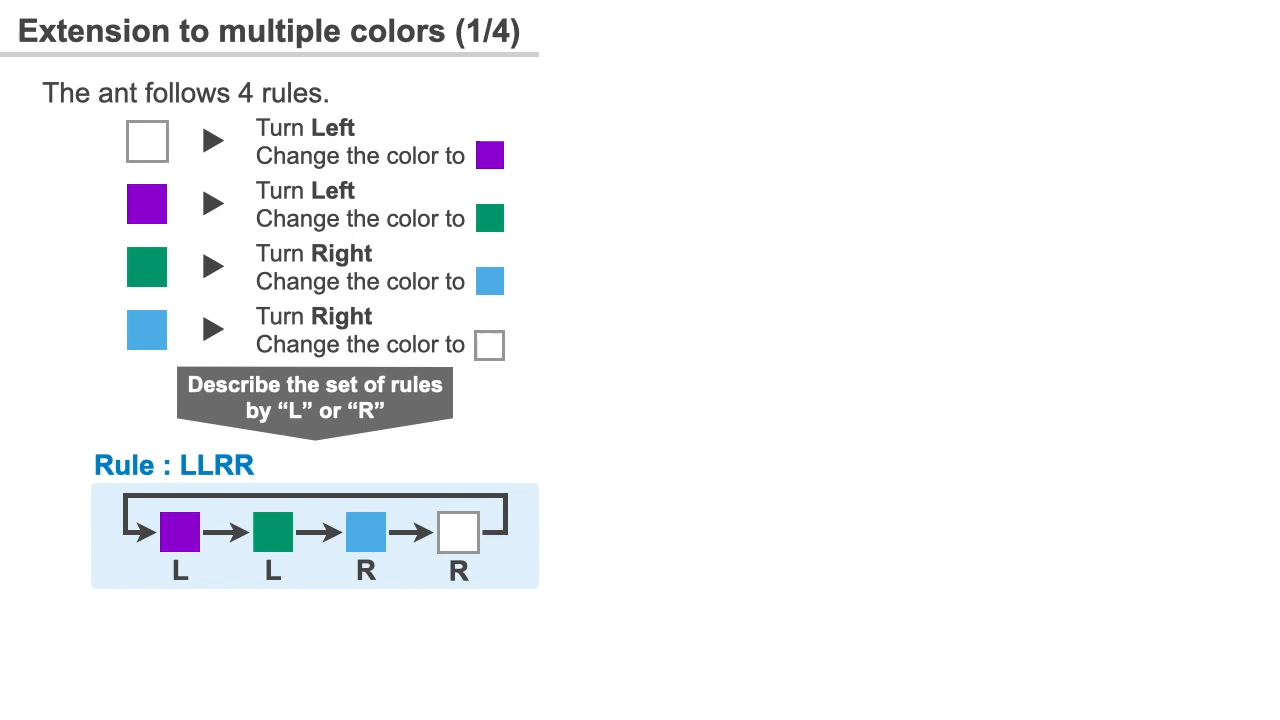 Extension to multiple colors (1/4)
The ant follows 4 rules.
Turn Left
Change the color to
Turn Left
Change the color to
Turn Right
Change the color to
Turn Right
Change the color to
Describe the set of rules
by “L” or “R”
Rule : LLRR
L L R R